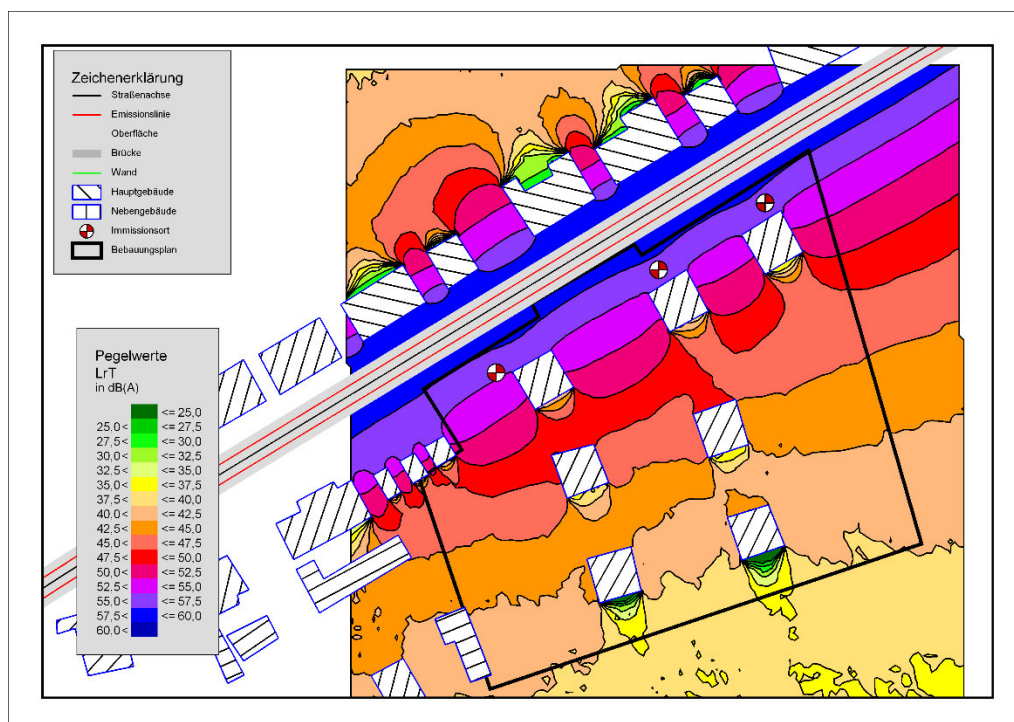 Zeichenerklärung
Straßenachse
Emissionslinie
Oberfläche
Brücke
Wand
Hauptgebäude
Nebengebäude
Immissionsort
Bebauungsplan
Pegelwerte
LrT
in dB(A)
<= 25,0
25,0< <= 27,5
27,5< <= 30,0
30,0< <= 32,5
32,5< <= 35,0
35,0< <= 37,5
37,5< <= 40,0
40,0< <= 42,5
42,5< <= 45,0
45,0< <= 47,5
47,5< <= 50,0
50,0< <= 52,5
52,5< <= 55,0
55,0< <= 57,5
57,5< <= 60,0
60,0<